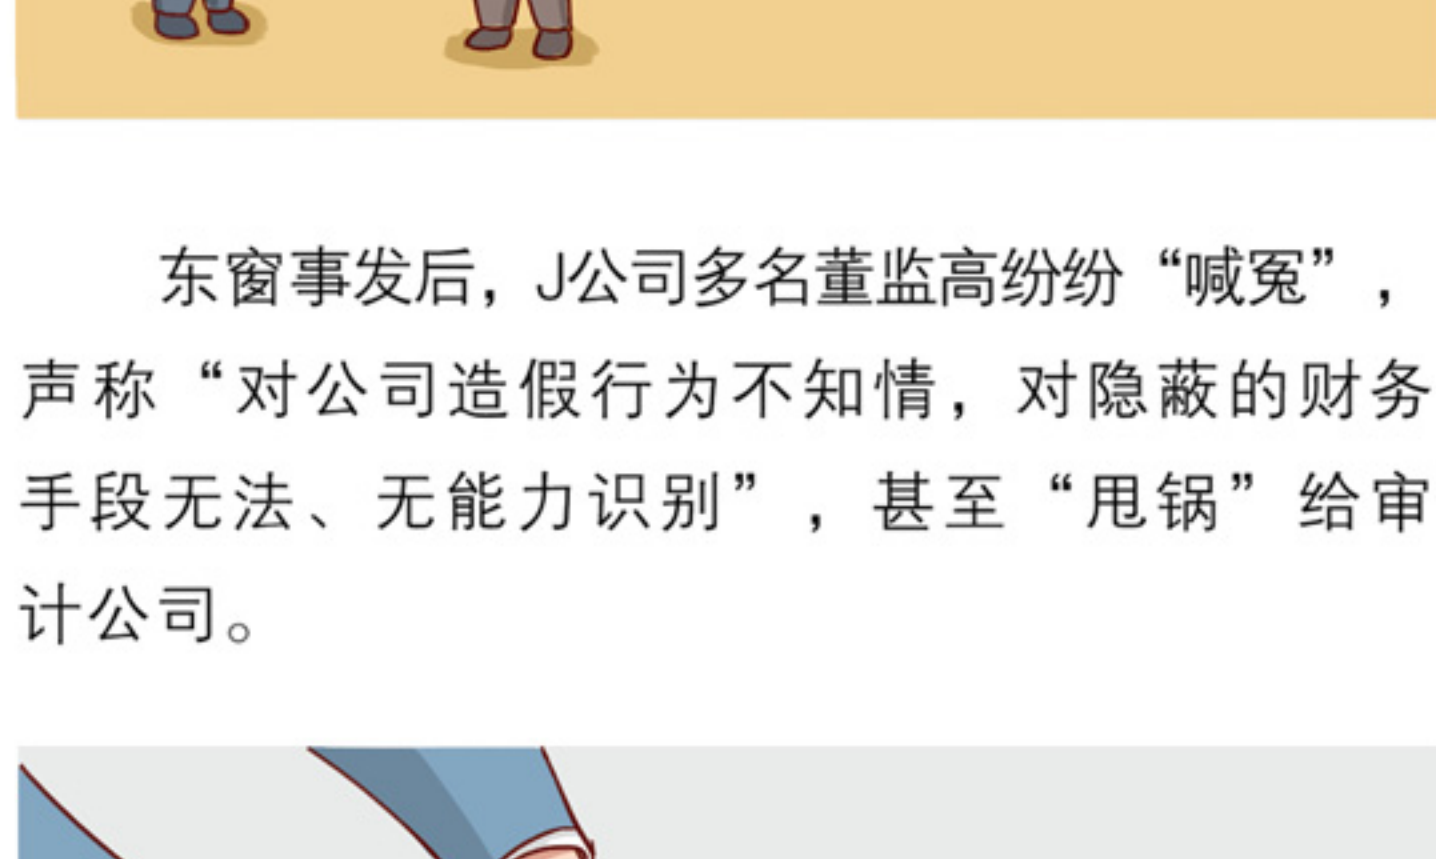 东窗事发后，J公司多名董监高纷纷“喊冤”，
声称“对公司造假行为不知情，对隐蔽的财务
手段无法、无能力识别”，甚至“甩锅”给审
计公司。